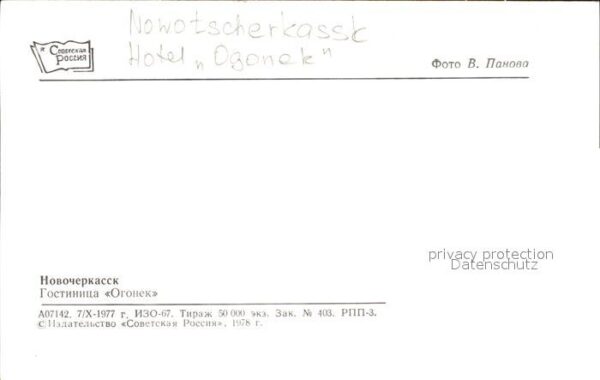 Nowotscherkassk
Hotel „Ogonek"
Советская
Россия
Фото В. Панова
privacy protection
Datenschutz
Новочеркасск
Гостиница «Огонек»
А07142. 7/X-1977 г. ИЗО-67. Тираж 50 000 экз. Зак. № 403. РПП-3.
©Издательство «Советская Россия», 1978 г.